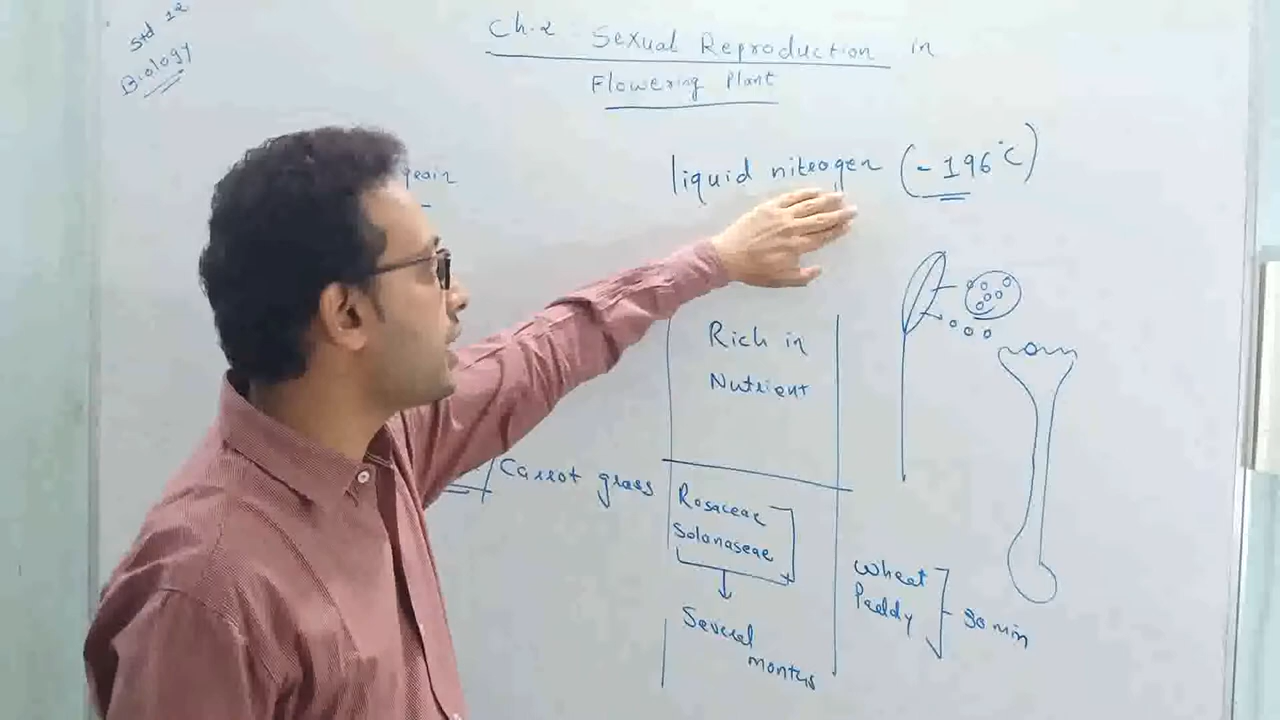 Std 12
Biology
Ch.2 : Sexual Reproduction in
Flowering Plant
grain
liquid nitrogen (-196°C)
Rich in
Nutrient
Carrot grass
Rosaceae
Solanaseae
Several
months
Wheat
Paddy
30 min